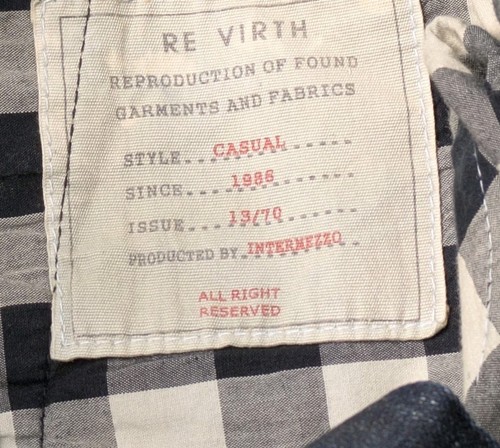 RE VIRTH
REPRODUCTION OF FOUND
GARMENTS AND FABRICS
STYLE..CASUAL......
SINCE....1986......
ISSUE....13/70......
PRODUCTED BY.INTERMEZZO..
ALL RIGHT
RESERVED